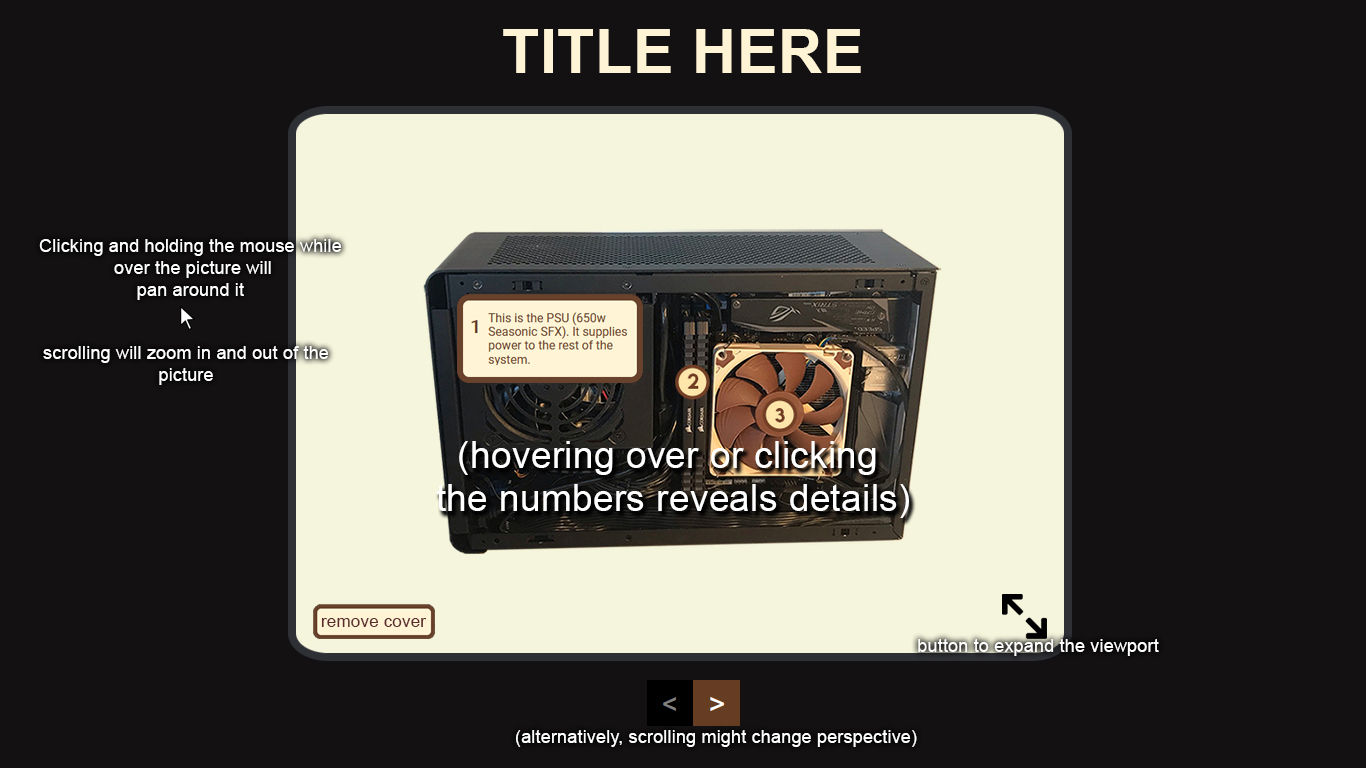 TITLE HERE
Clicking and holding the mouse while
over the picture will
pan around it
scrolling will zoom in and out of the
picture
1
This is the PSU (650w
Seasonic SFX). It supplies
power to the rest of the
system.
STRIX
2
CORSAIR
CORSAIR
3
(hovering over or clicking
the numbers reveals details)
remove cover
button to expand the viewport
< >
(alternatively, scrolling might change perspective)